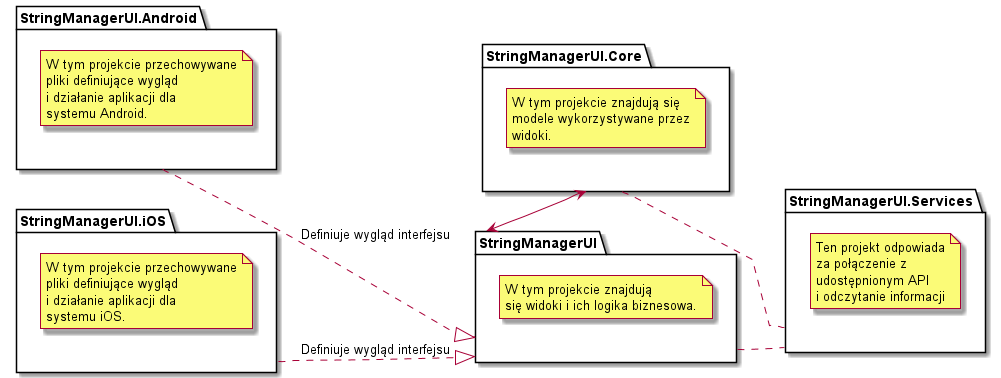 StringManagerUI.Android
W tym projekcie przechowywane
pliki definiujące wygląd
i działanie aplikacji dla
systemu Android.
StringManagerUI.Core
W tym projekcie znajdują się
modele wykorzystywane przez
widoki.
StringManagerUI.iOS
W tym projekcie przechowywane
pliki definiujące wygląd
i działanie aplikacji dla
systemu iOS.
Definiuje wygląd interfejsu
Definiuje wygląd interfejsu
StringManagerUI
W tym projekcie znajdują
się widoki i ich logika biznesowa.
StringManagerUI.Services
Ten projekt odpowiada
za połączenie z
udostępnionym API
i odczytanie informacji